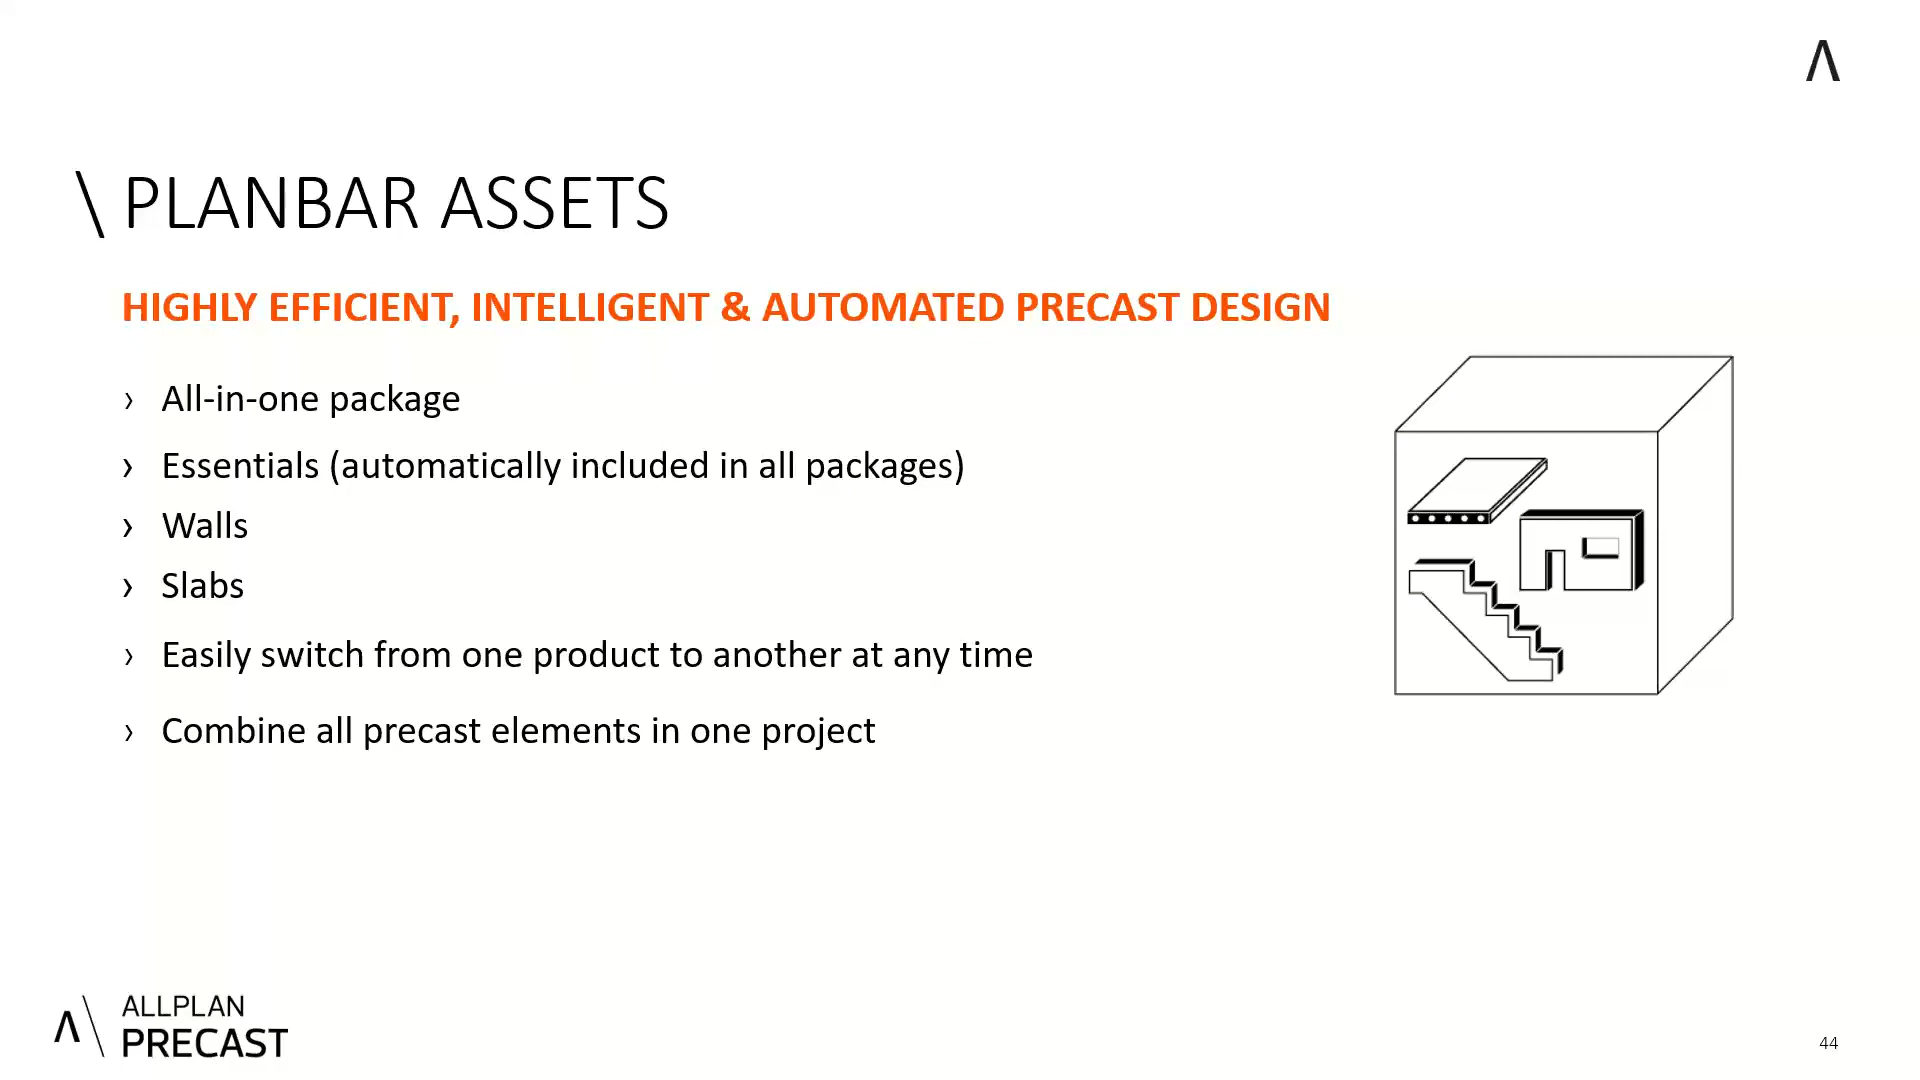 \ PLANBAR ASSETS
HIGHLY EFFICIENT, INTELLIGENT & AUTOMATED PRECAST DESIGN
› All-in-one package
› Essentials (automatically included in all packages)
› Walls
› Slabs
› Easily switch from one product to another at any time
› Combine all precast elements in one project
ALLPLAN
PRECAST
44